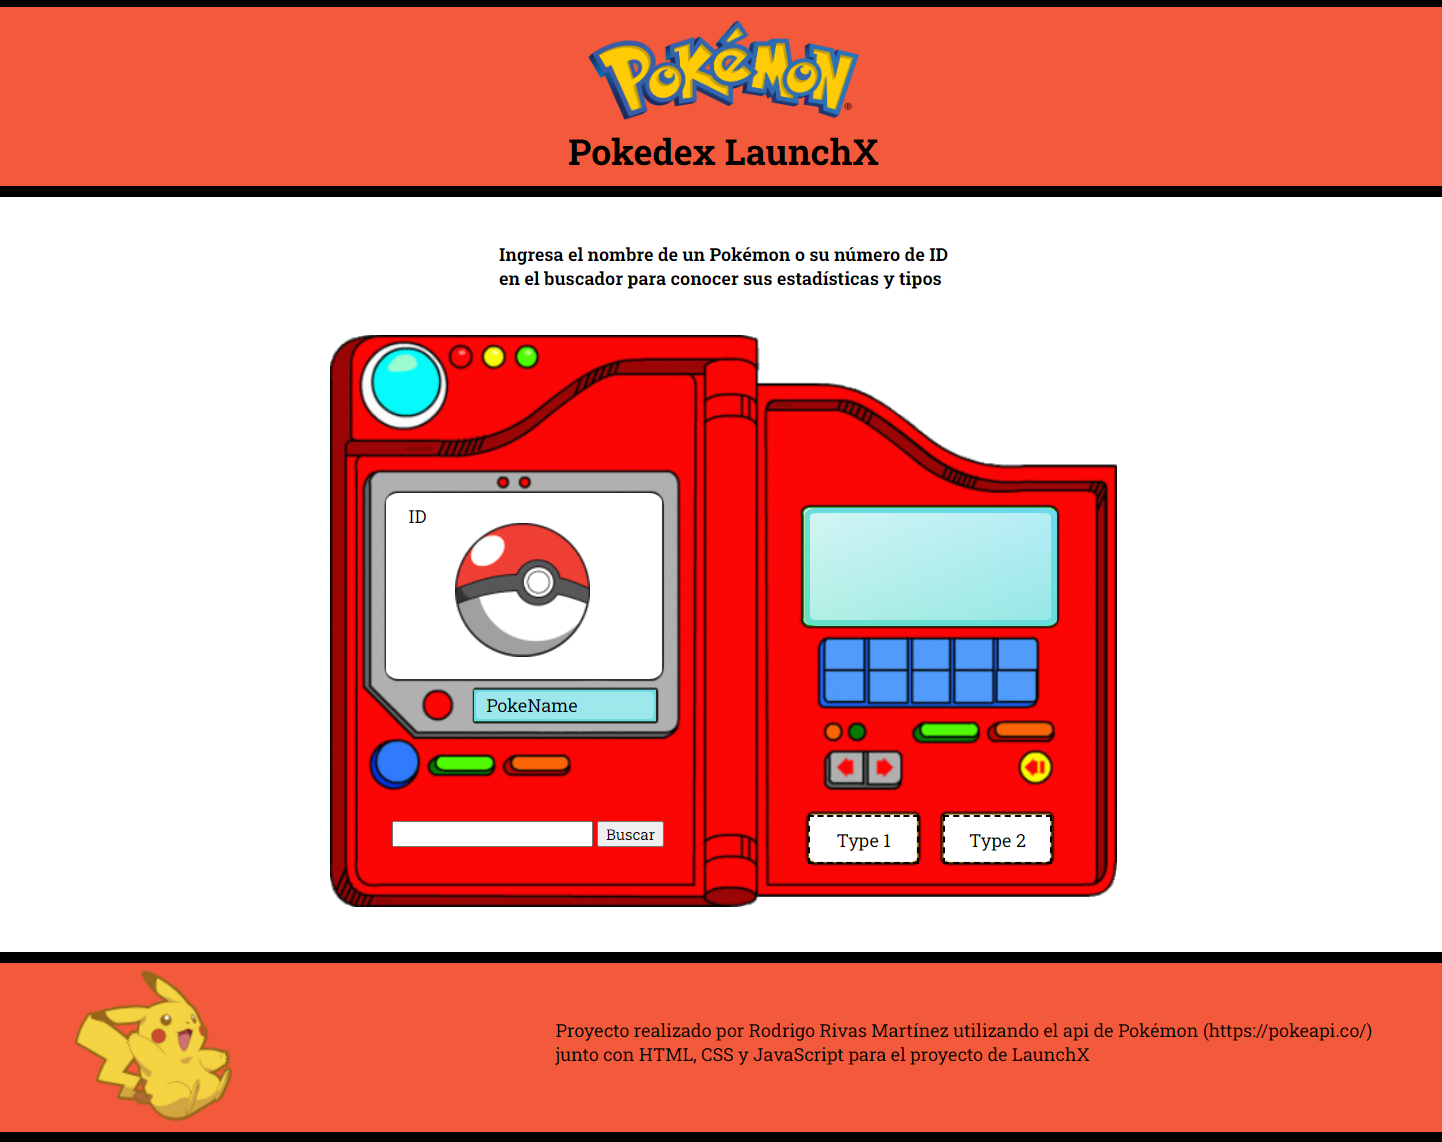 POKéMON®
Pokedex LaunchX
Ingresa el nombre de un Pokémon o su número de ID
en el buscador para conocer sus estadísticas y tipos
ID
PokeName
Buscar
Type 1
Type 2
Proyecto realizado por Rodrigo Rivas Martínez utilizando el api de Pokémon (https://pokeapi.co/)
junto con HTML, CSS y JavaScript para el proyecto de LaunchX